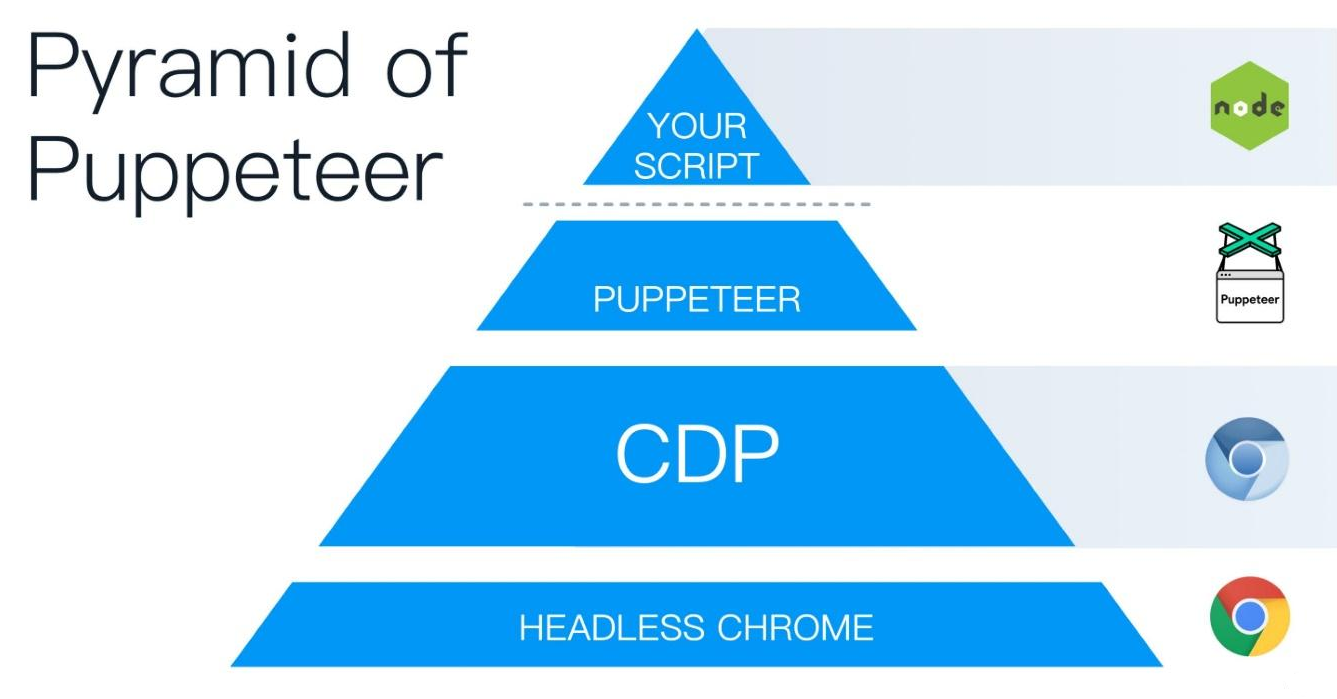 Pyramid of
Puppeteer
YOUR
SCRIPT
node
PUPPETEER
Puppeteer
CDP
HEADLESS CHROME